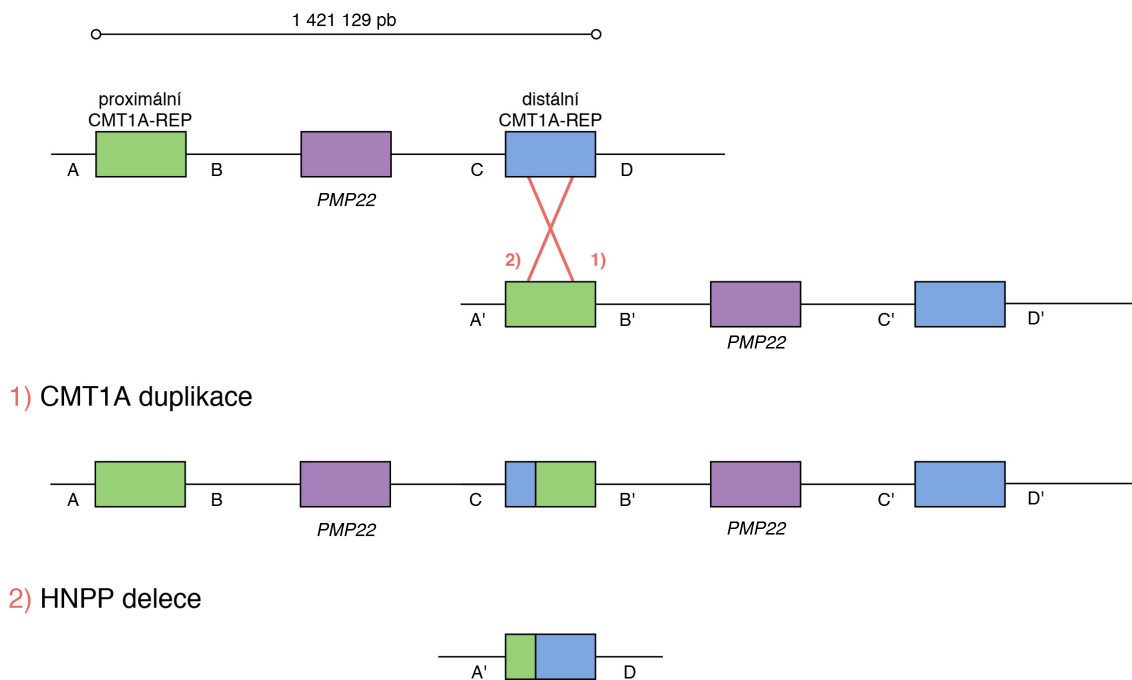 1 421 129 pb
proximální
CMT1A-REP
distální
CMT1A-REP
A B C D
PMP22
2) 1)
A' B' C' D'
PMP22
1) CMT1A duplikace
A B C B' C' D'
PMP22 PMP22
2) HNPP delece
A' D